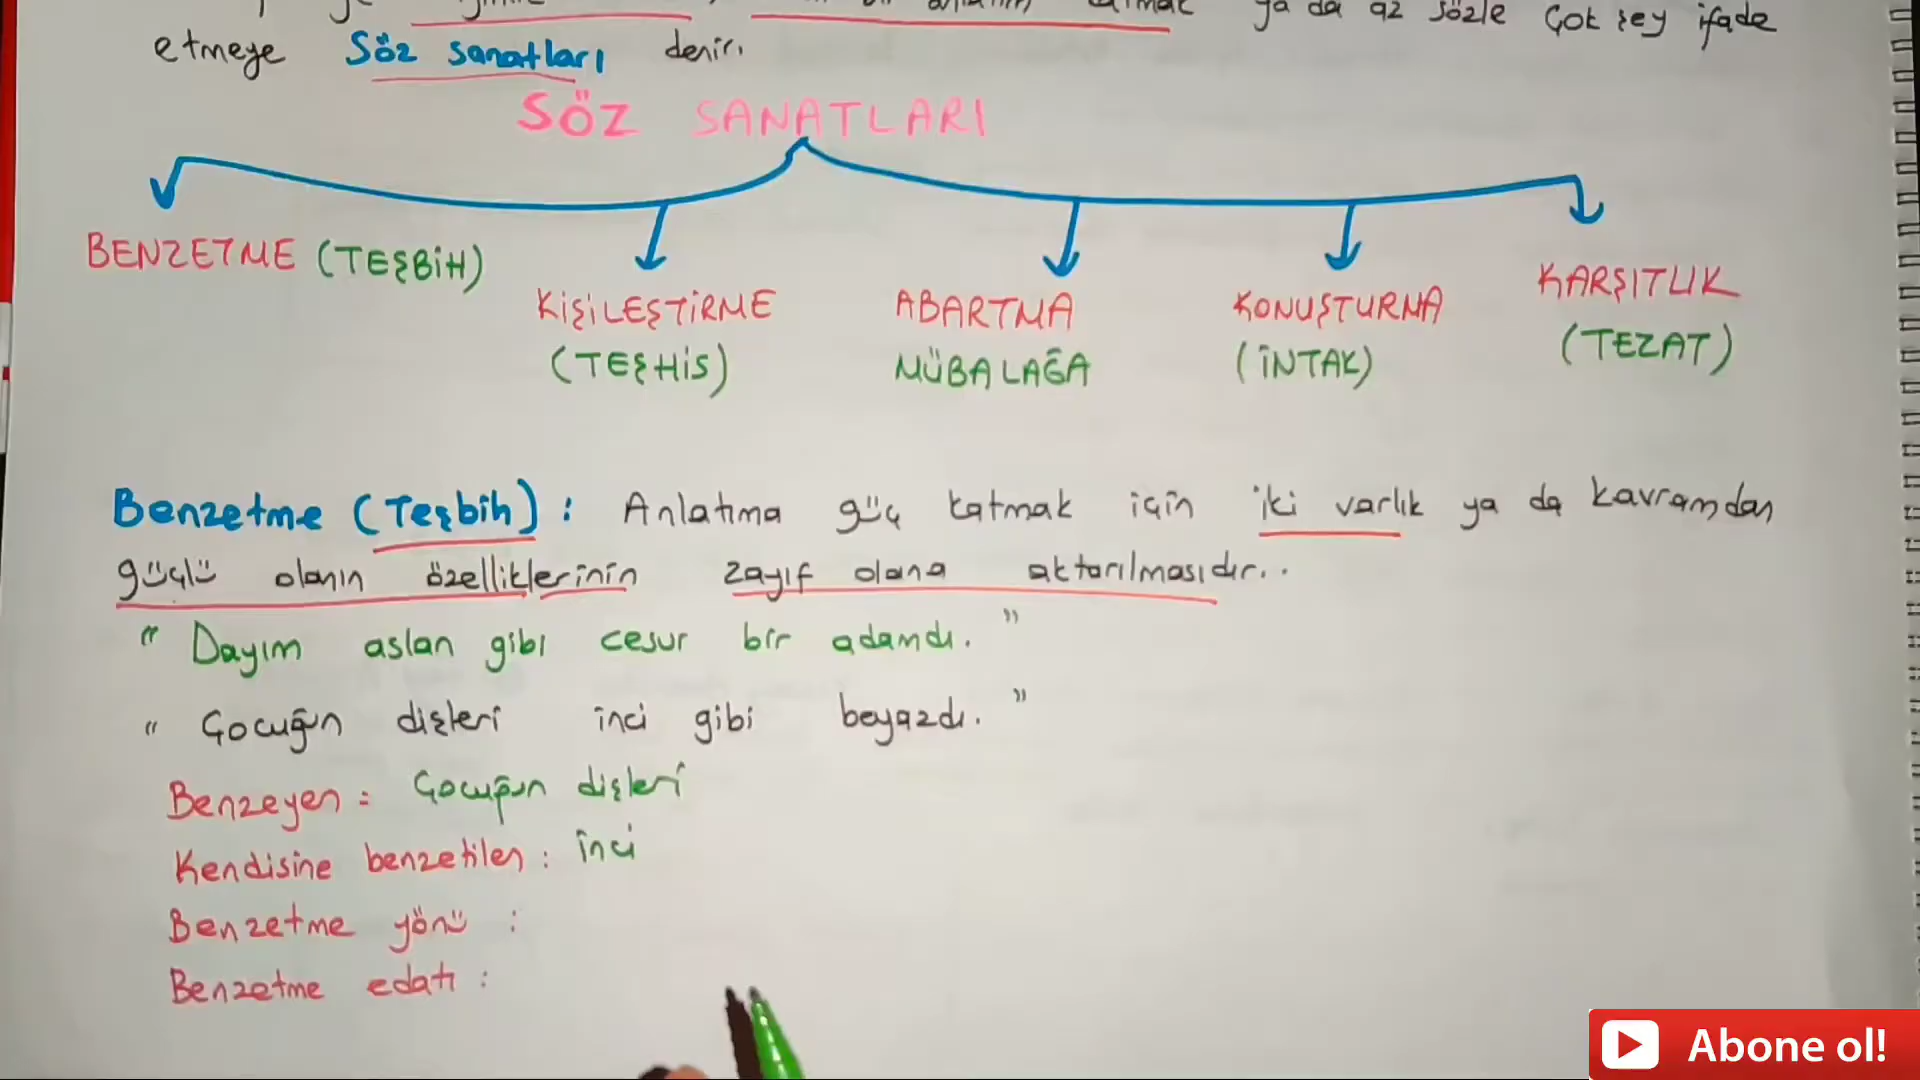 ya da az sözle çok şey ifade
etmeye Söz sanatları denir.
SÖZ SANATLARI
BENZETME (TEŞBİH)
KİŞİLEŞTİRME
(TEŞHİS)
ABARTMA
MÜBALAĞA
KONUŞTURMA
(İNTAK)
KARŞITLIK
(TEZAT)
Benzetme (Teşbih) : Anlatıma güç katmak için iki varlık ya da kavramdan
güçlü olanın özelliklerinin zayıf olana aktarılmasıdır..
" Dayım aslan gibi cesur bir adamdı. "
" Çocuğun dişleri inci gibi beyazdı. "
Benzeyen = Çocuğun dişleri
Kendisine benzetilen : inci
Benzetme yönü :
Benzetme edatı :
Abone ol!